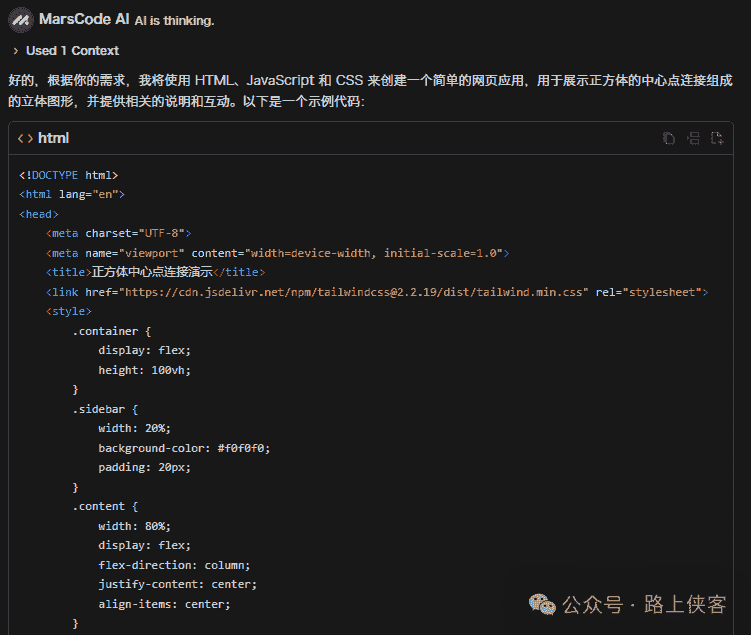 MarsCode AI AI is thinking.
Used 1 Context
好的，根据你的需求，我将使用 HTML、JavaScript 和 CSS 来创建一个简单的网页应用，用于展示正方体的中心点连接组成
的立体图形，并提供相关的说明和互动。以下是一个示例代码：
<> html
<!DOCTYPE html>
<html lang="en">
<head>
    <meta charset="UTF-8">
    <meta name="viewport" content="width=device-width, initial-scale=1.0">
    <title>正方体中心点连接演示</title>
    <link href="https://cdn.jsdelivr.net/npm/tailwindcss@2.2.19/dist/tailwind.min.css" rel="stylesheet">
    <style>
        .container {
            display: flex;
            height: 100vh;
        }
        .sidebar {
            width: 20%;
            background-color: #f0f0f0;
            padding: 20px;
        }
        .content {
            width: 80%;
            display: flex;
            flex-direction: column;
            justify-content: center;
            align-items: center;
        }
公众号·路上侠客